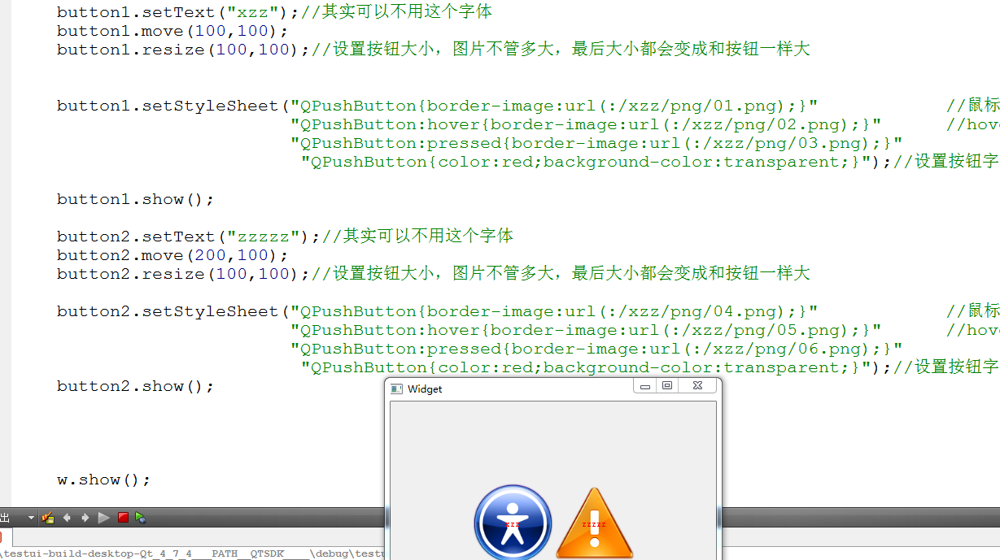 button1.setText("xzz");//其实可以不用这个字体
button1.move(100,100);
button1.resize(100,100);//设置按钮大小，图片不管多大，最后大小都会变成和按钮一样大
button1.setStyleSheet("QPushButton{border-image:url(:/xzz/png/01.png);}" //鼠标
"QPushButton:hover{border-image:url(:/xzz/png/02.png);}" //hov
"QPushButton:pressed{border-image:url(:/xzz/png/03.png);}"
"QPushButton{color:red;background-color:transparent;}");//设置按钮字
button1.show();
button2.setText("zzzzz");//其实可以不用这个字体
button2.move(200,100);
button2.resize(100,100);//设置按钮大小，图片不管多大，最后大小都会变成和按钮一样大
button2.setStyleSheet("QPushButton{border-image:url(:/xzz/png/04.png);}" //鼠标
"QPushButton:hover{border-image:url(:/xzz/png/05.png);}" //hov
"QPushButton:pressed{border-image:url(:/xzz/png/06.png);}"
"QPushButton{color:red;background-color:transparent;}");//设置按钮字
button2.show();
Widget
w.show();
xzz
zzzzz
出
\testui-build-desktop-Qt_4_7_4___PATH__QTSDK____\debug\testu